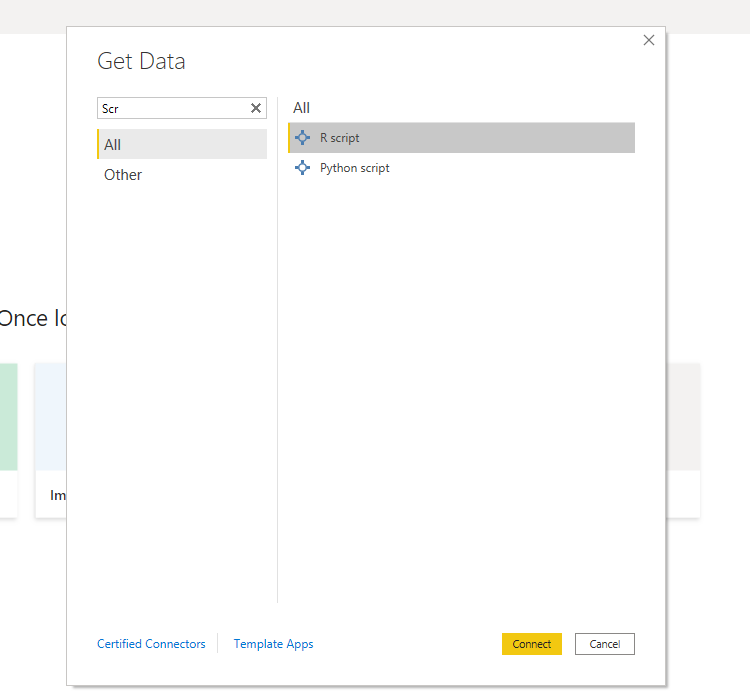 Get Data
Scr
All
Other
All
R script
Python script
Once lo
Im
Certified Connectors
Template Apps
Connect
Cancel